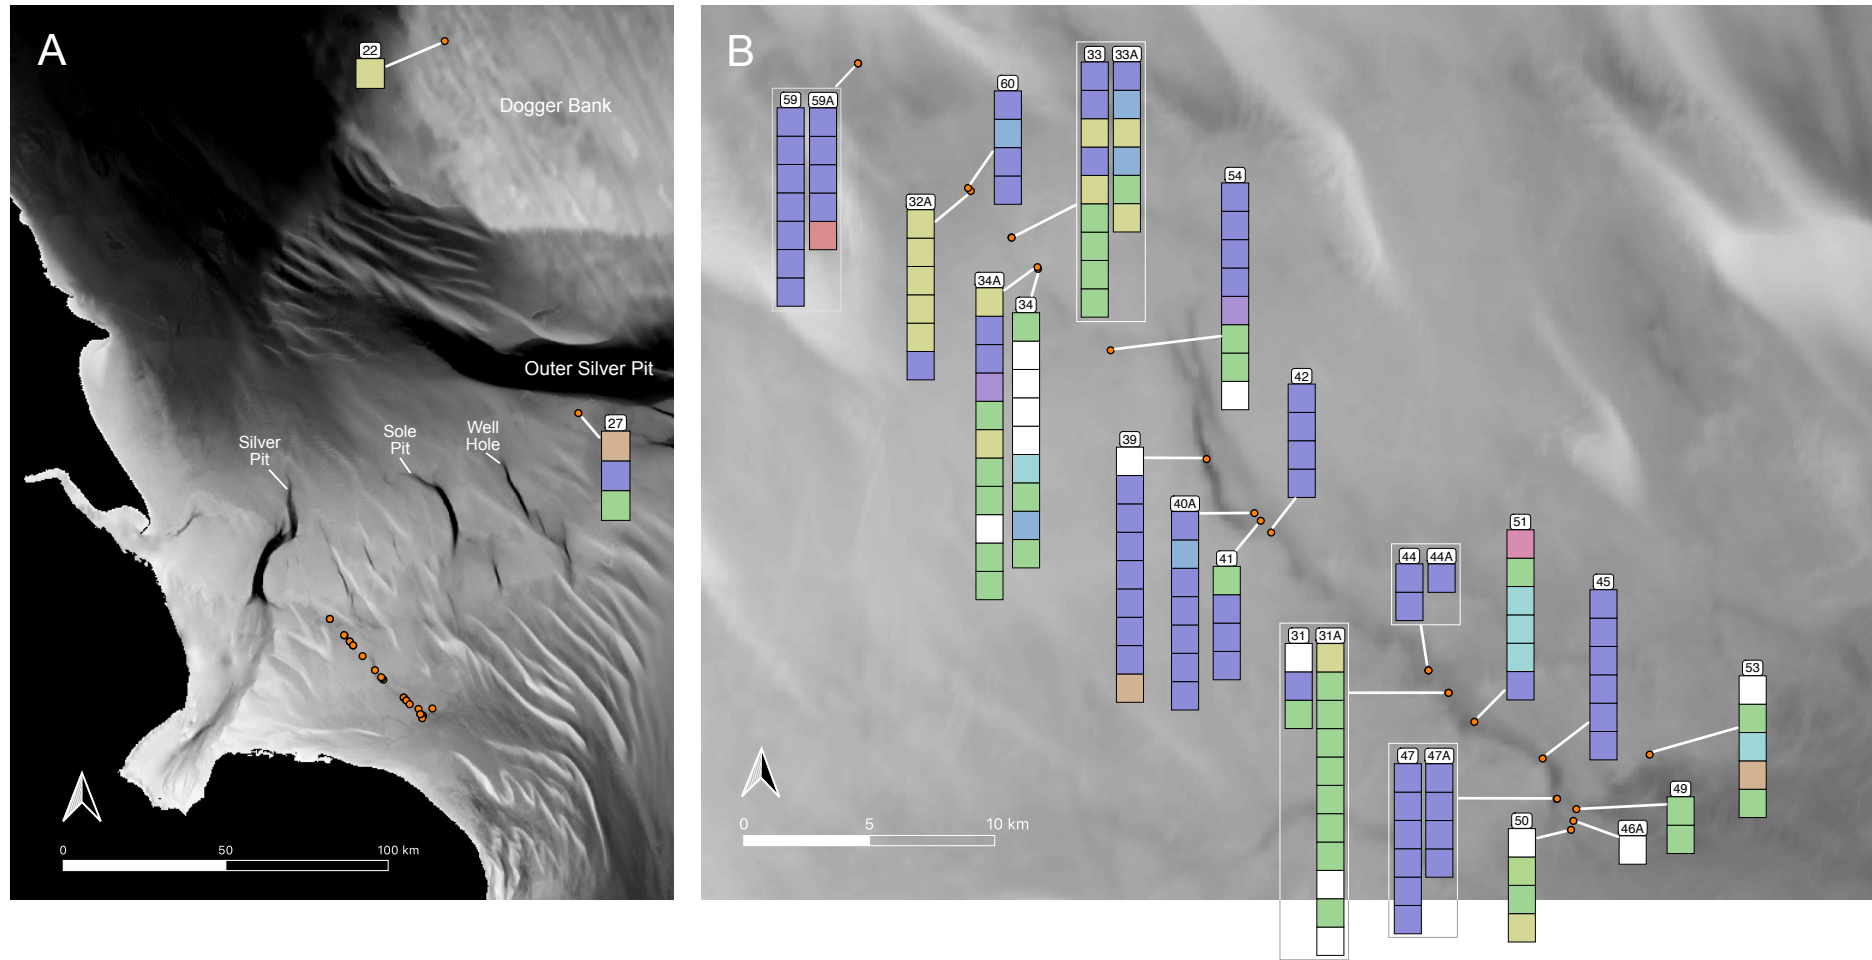 A
22
Dogger Bank
Outer Silver Pit
27
Silver
Pit
Sole
Pit
Well
Hole
0
50
100 km
B
59
59A
60
33
33A
32A
54
34A
34
42
39
40A
41
51
44
44A
45
31
31A
53
47
47A
49
50
46A
0
5
10 km